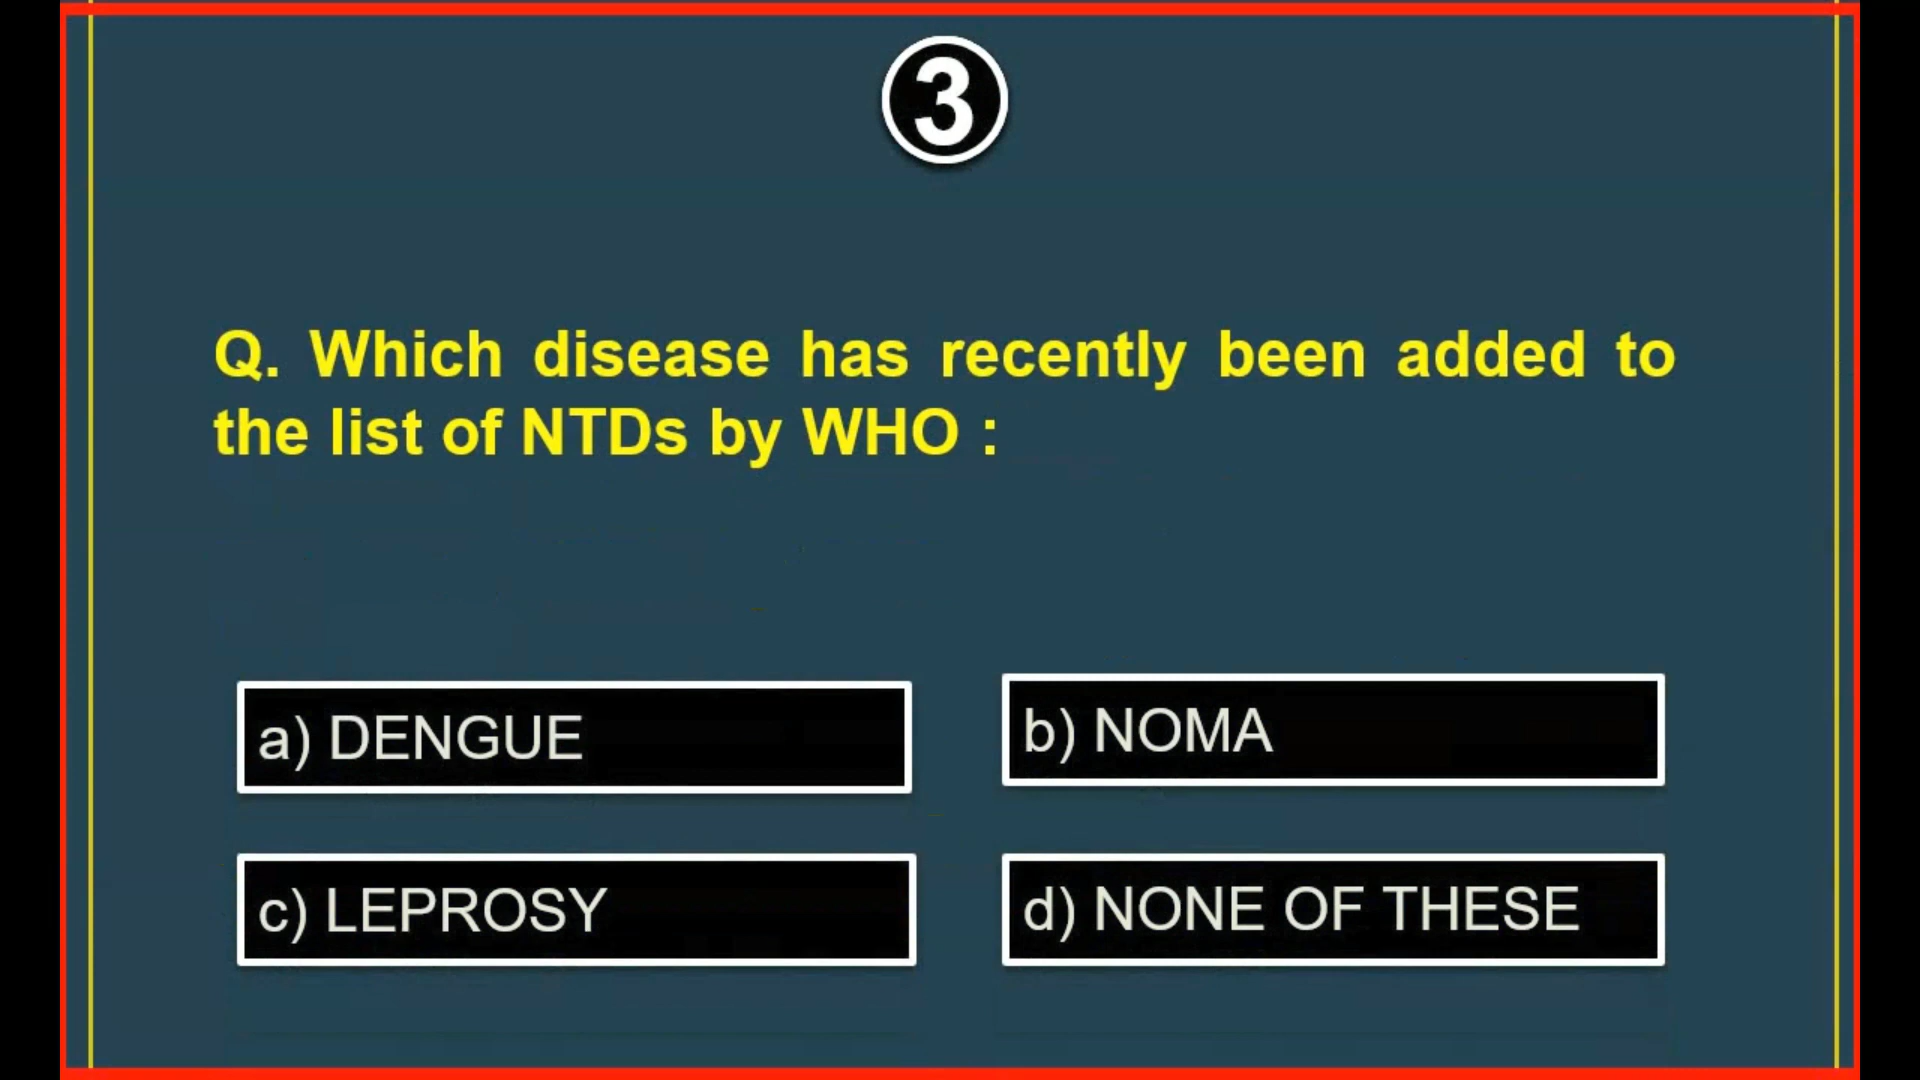 3
Q. Which disease has recently been added to
the list of NTDs by WHO :
a) DENGUE
b) NOMA
c) LEPROSY
d) NONE OF THESE